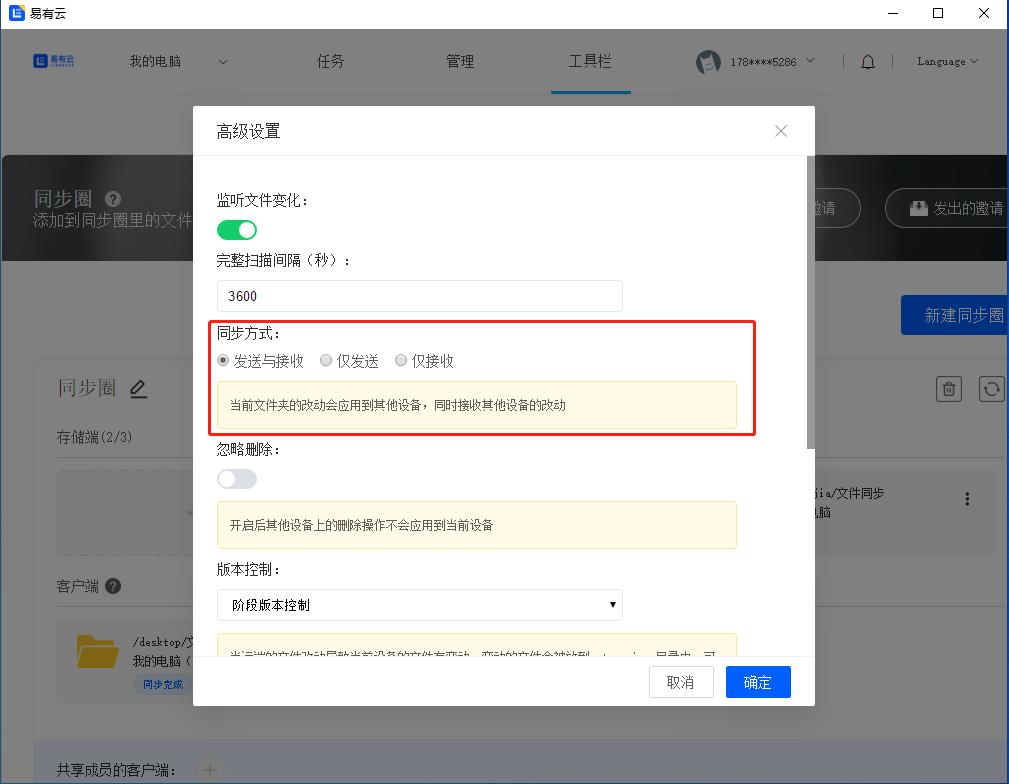 易有云
易有云
我的电脑
任务
管理
工具栏
178****5286
Language
高级设置
同步圈
添加到同步圈里的文件
邀请
发出的邀请
监听文件变化：
完整扫描间隔（秒）：
3600
新建同步圈
同步方式：
发送与接收 仅发送 仅接收
当前文件夹的改动会应用到其他设备，同时接收其他设备的改动
同步圈
存储端(2/3)
忽略删除：
开启后其他设备上的删除操作不会应用到当前设备
jia/文件同步
电脑
版本控制：
阶段版本控制
客户端
/desktop/文
我的电脑（
同步完成
取消
确定
共享成员的客户端：